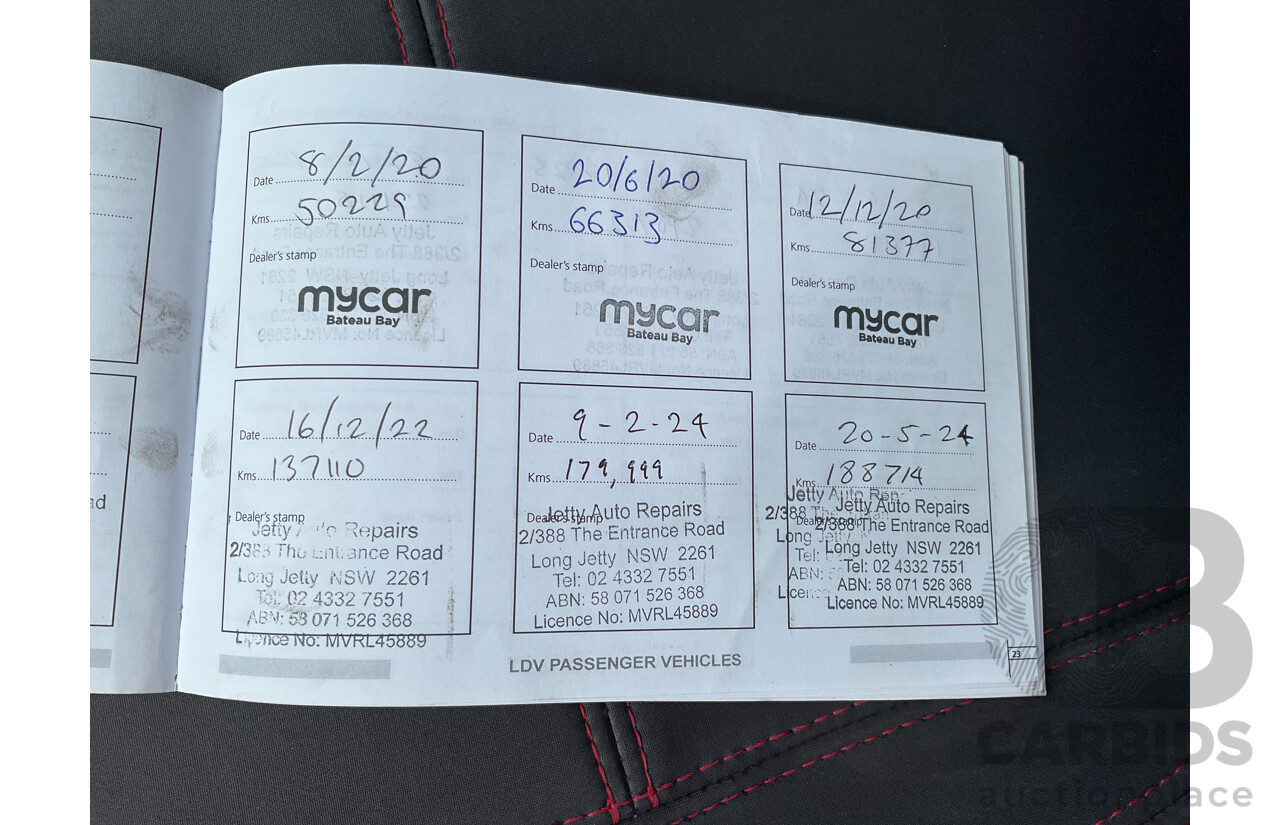 Date 8/2/20
Kms 50229
Dealer's stamp
mycar
Bateau Bay
Date 20/6/20
Kms 66313
Dealer's stamp
mycar
Bateau Bay
Date 12/12/20
Kms 81377
Dealer's stamp
mycar
Bateau Bay
Date 16/12/22
Kms 137110
Dealer's stamp
Jetty Auto Repairs
2/388 The Entrance Road
Long Jetty NSW 2261
Tel: 02 4332 7551
ABN: 58 071 526 368
Licence No: MVRL45889
Date 9-2-24
Kms 179,999
Dealer's stamp
Jetty Auto Repairs
2/388 The Entrance Road
Long Jetty NSW 2261
Tel: 02 4332 7551
ABN: 58 071 526 368
Licence No: MVRL45889
Date 20-5-24
Kms 188714
Jetty Auto Repairs
2/388 The Entrance Road
Long Jetty NSW 2261
Tel: 02 4332 7551
ABN: 58 071 526 368
Licence No: MVRL45889
LDV PASSENGER VEHICLES
23
CARBIDS
auctionplace